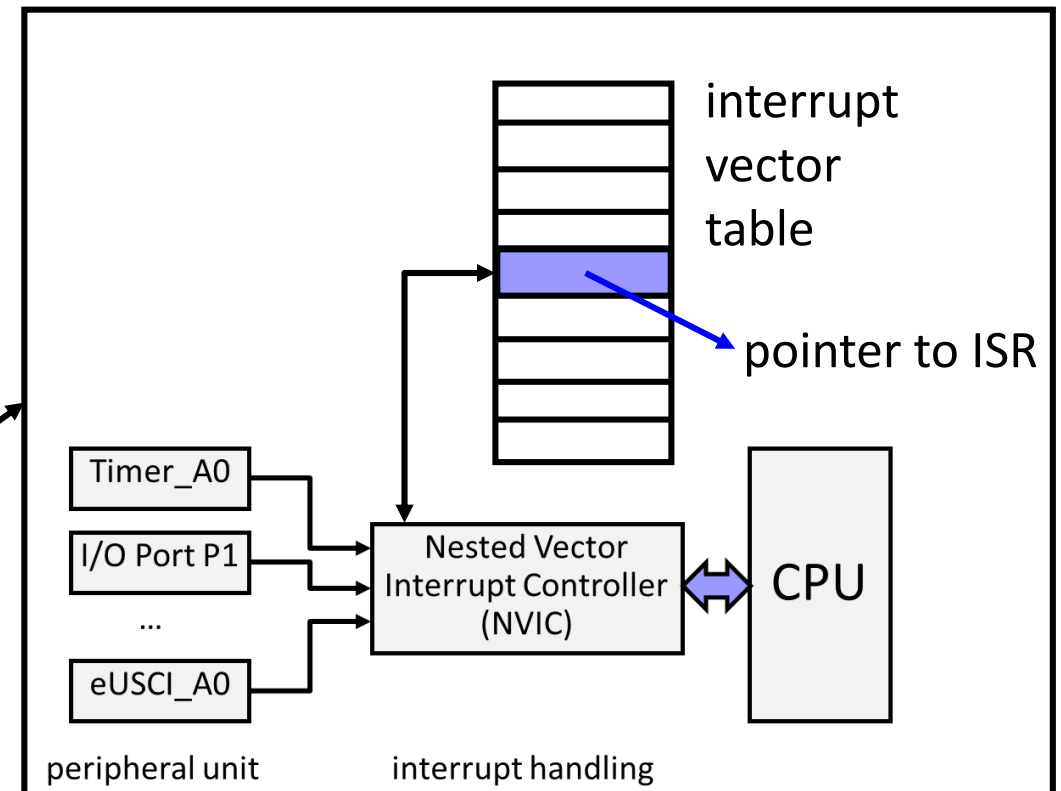 interrupt
vector
table
pointer to ISR
Timer_A0
I/O Port P1
...
eUSCI_A0
Nested Vector
Interrupt Controller
(NVIC)
CPU
peripheral unit
interrupt handling